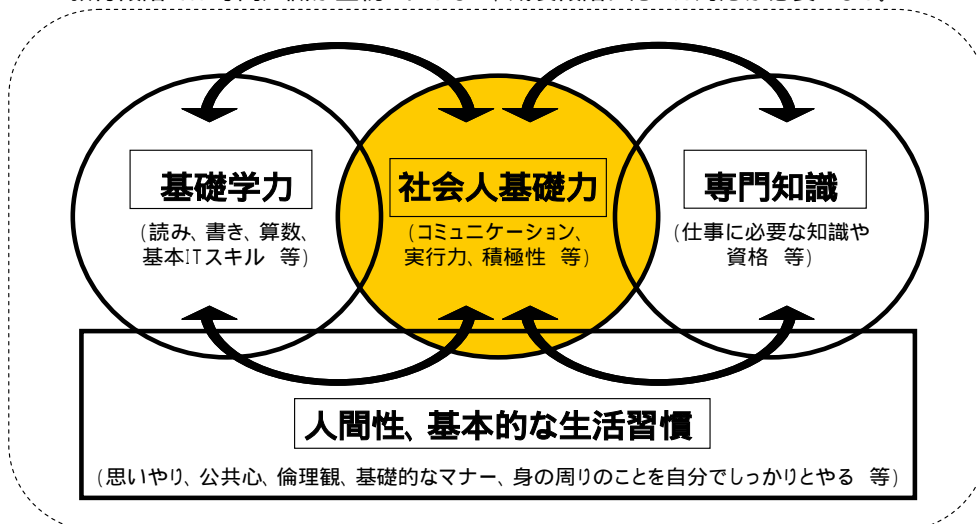 基礎学力
(読み、書き、算数、
基本ITスキル 等)
社会人基礎力
(コミュニケーション、
実行力、積極性 等)
専門知識
(仕事に必要な知識や
資格 等)
人間性、基本的な生活習慣
(思いやり、公共心、倫理観、基礎的なマナー、身の周りのことを自分でしっかりとやる 等)